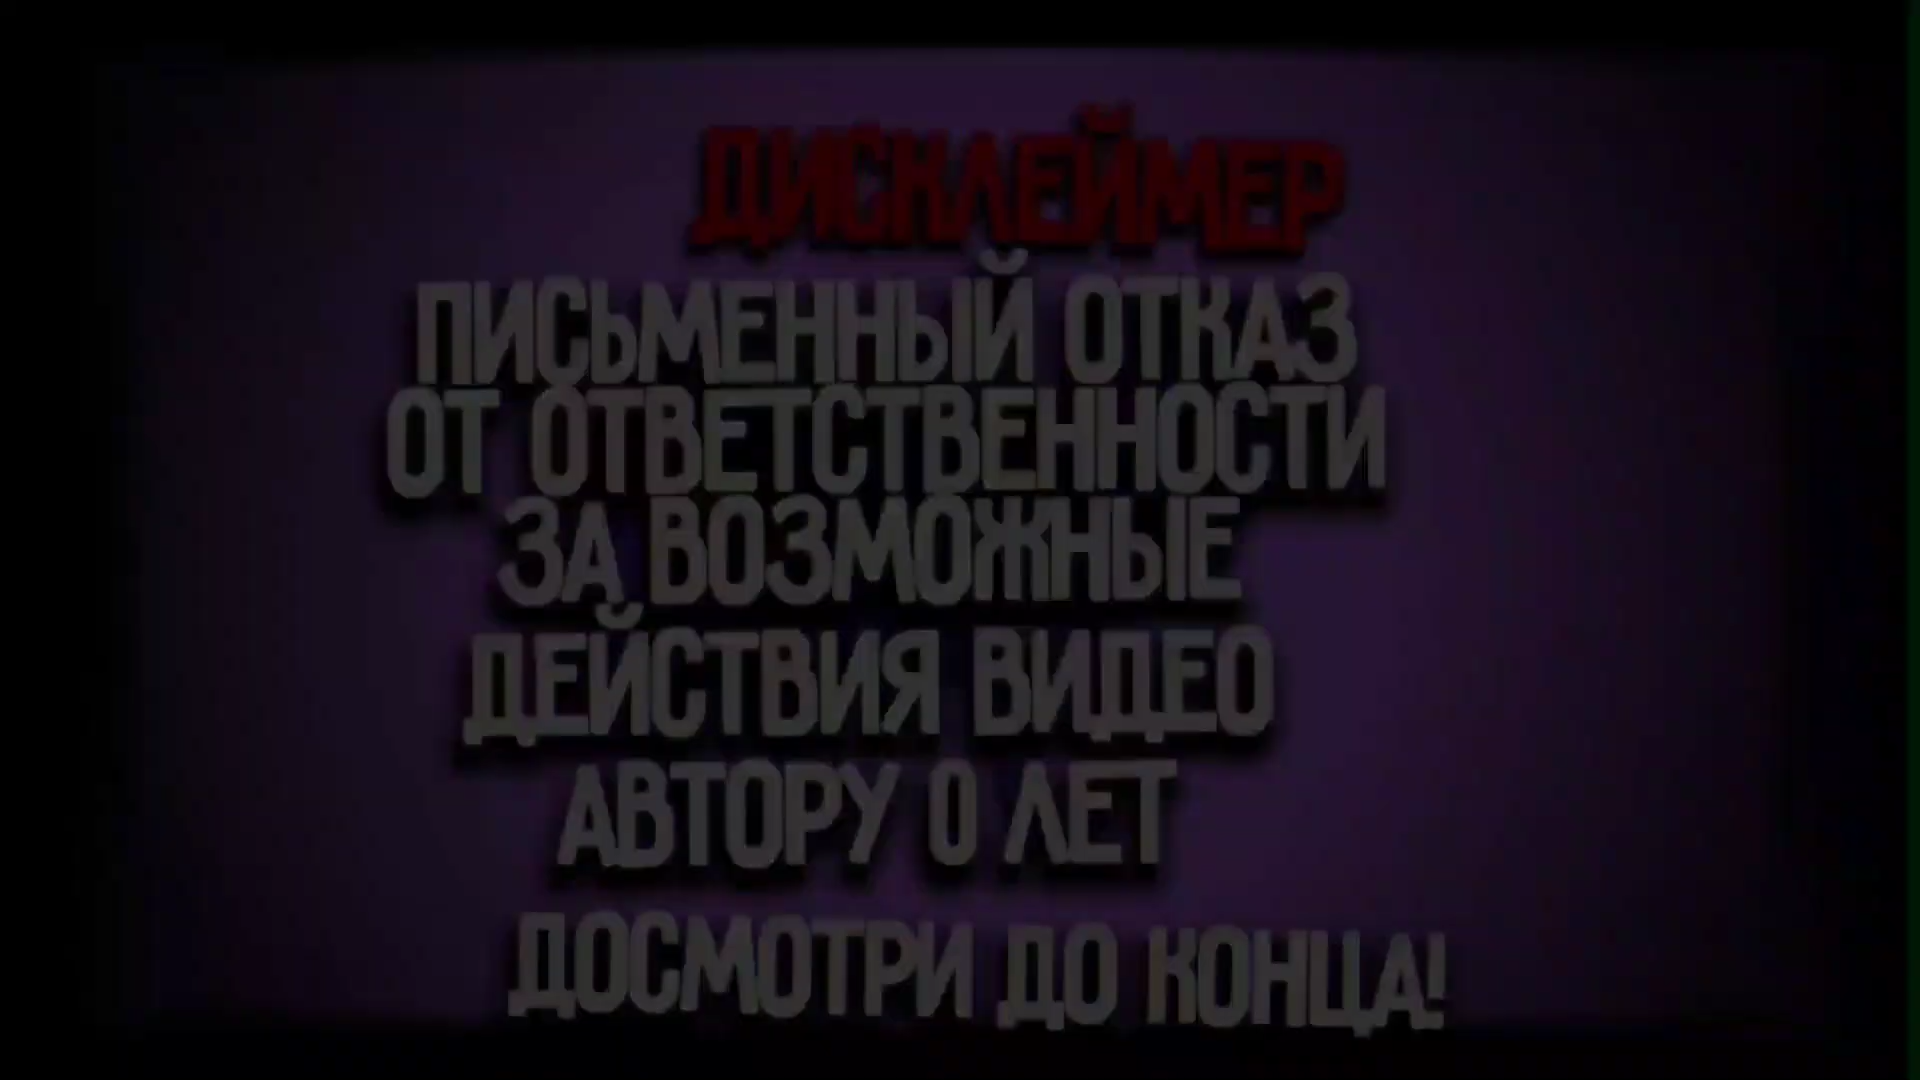 ДИСКЛЕЙМЕР
ПИСЬМЕННЫЙ ОТКАЗ
ОТ ОТВЕТСТВЕННОСТИ
ЗА ВОЗМОЖНЫЕ
ДЕЙСТВИЯ ВИДЕО
АВТОРУ 0 ЛЕТ
ДОСМОТРИ ДО КОНЦА!